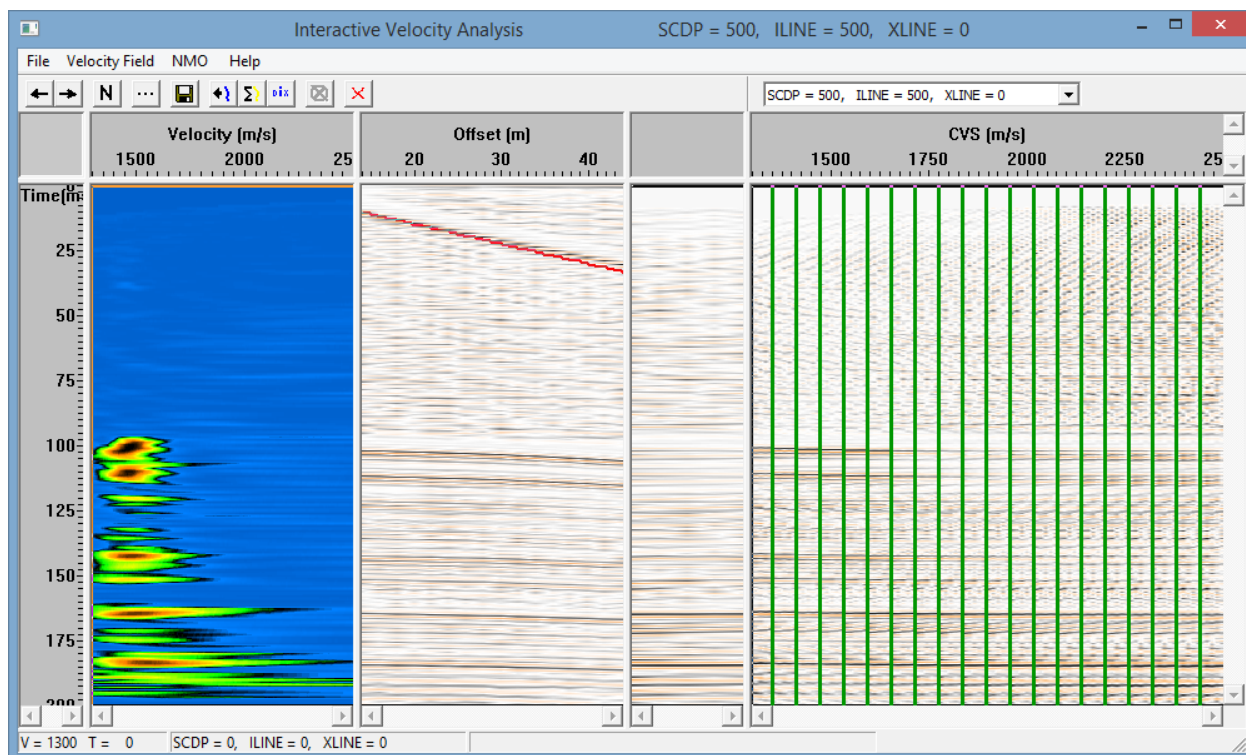 Interactive Velocity Analysis SCDP = 500, ILINE = 500, XLINE = 0
File Velocity Field NMO Help
N ... Σ DIX SCDP = 500, ILINE = 500, XLINE = 0
Velocity (m/s) Offset (m) CVS (m/s)
1500 2000 25 20 30 40 1500 1750 2000 2250 25
Time(m 0
25
50
75
100
125
150
175
200
V = 1300 T = 0 SCDP = 0, ILINE = 0, XLINE = 0